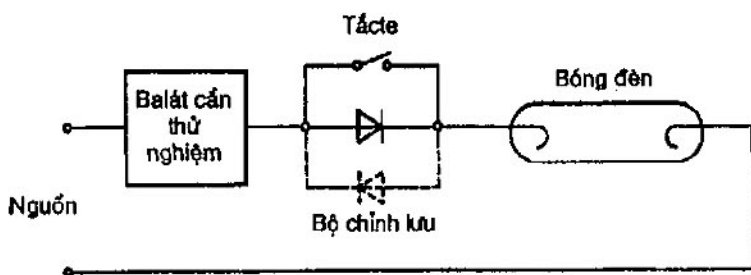 Tắcte
Bóng đèn
Balát cần
thử
nghiệm
Nguồn
Bộ chỉnh lưu